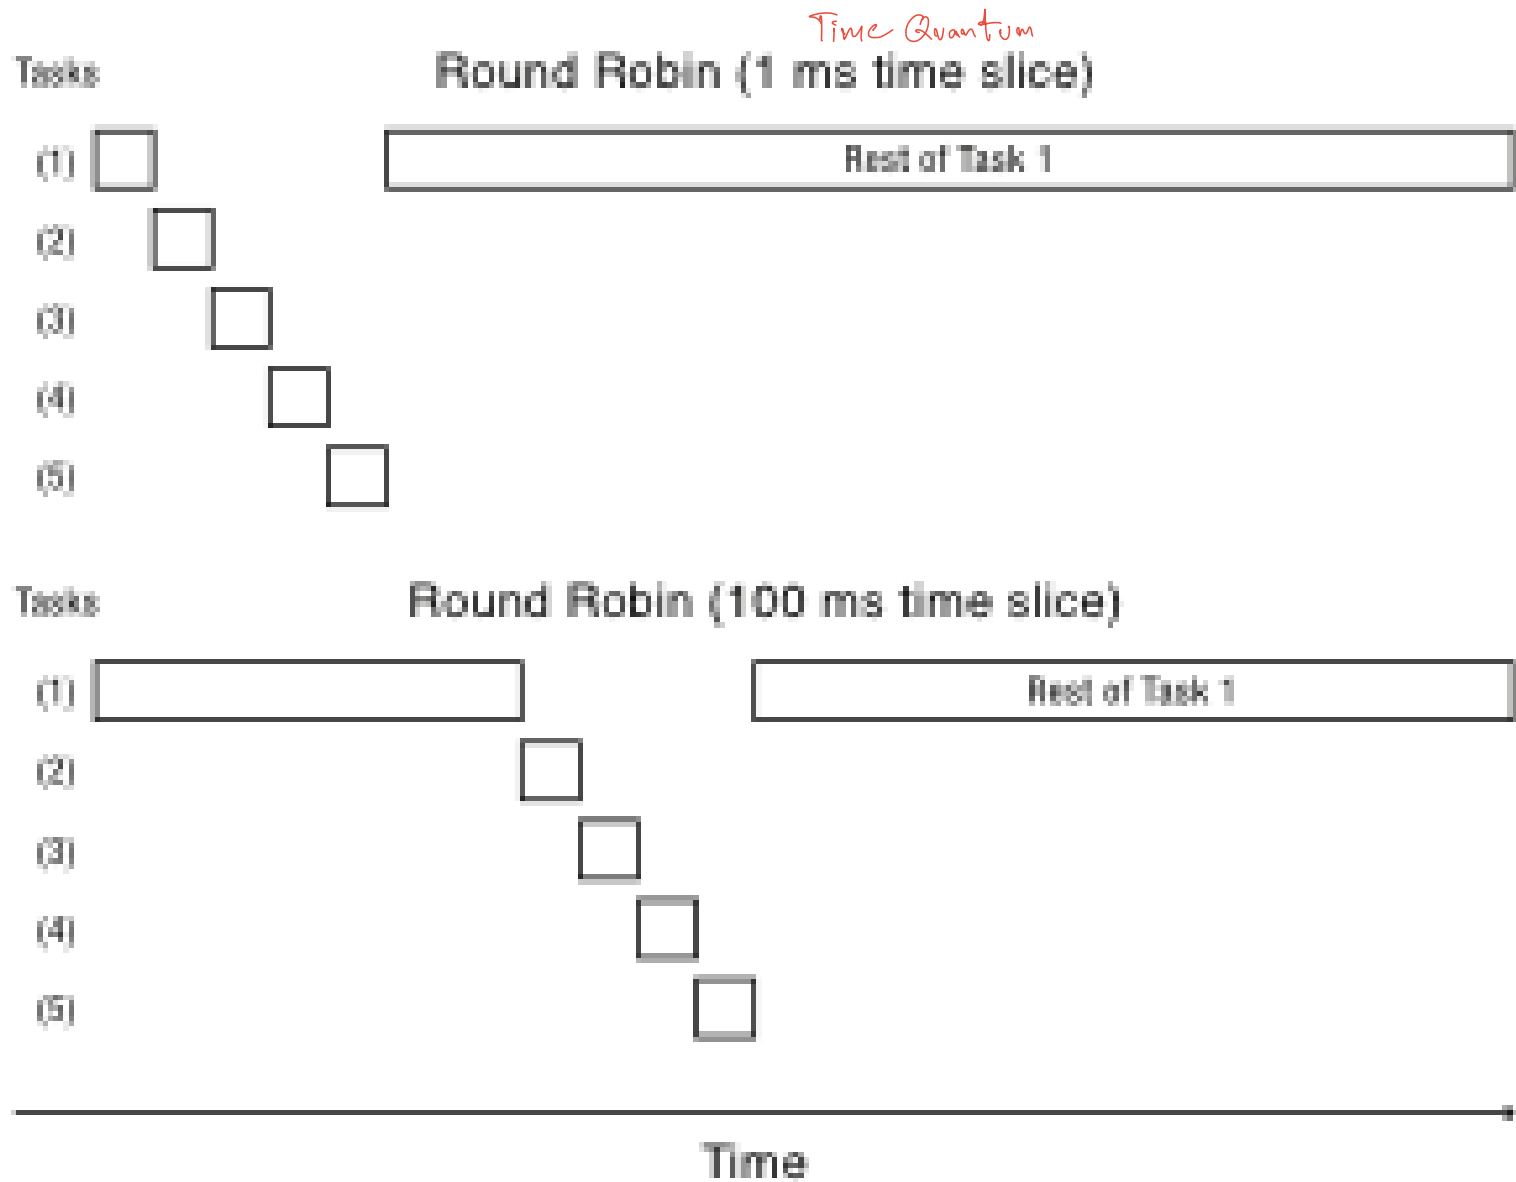 Time Quantum
Tasks Round Robin (1 ms time slice)
(1) Rest of Task 1
(2)
(3)
(4)
(5)
Tasks Round Robin (100 ms time slice)
(1) Rest of Task 1
(2)
(3)
(4)
(5)
Time